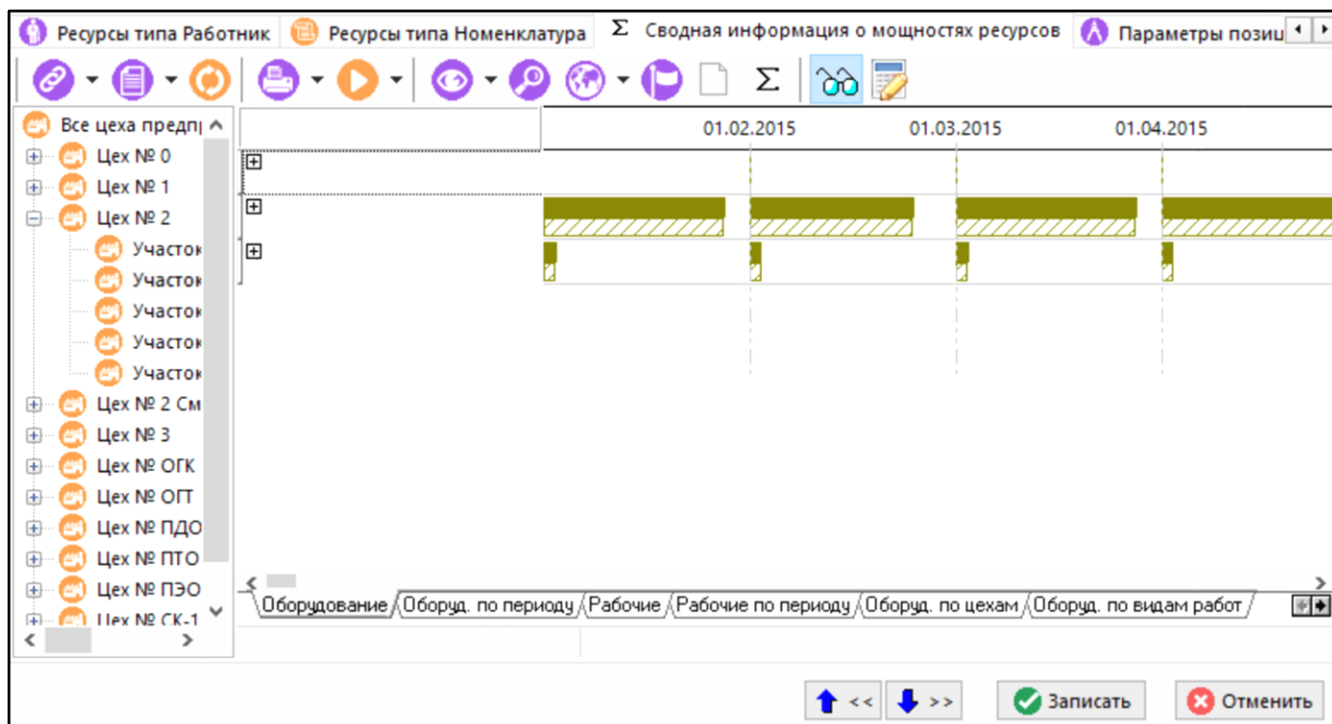 Ресурсы типа Работник Ресурсы типа Номенклатура Σ Сводная информация о мощностях ресурсов Параметры позиц
Σ
Все цеха предпр
01.02.2015 01.03.2015 01.04.2015
Цех № 0
Цех № 1
Цех № 2
Участок
Участок
Участок
Участок
Участок
Цех № 2 См
Цех № 3
Цех № ОГК
Цех № ОГТ
Цех № ПДО
Цех № ПТО
Цех № ПЭО
Цех № СК-1
Оборудование Оборуд. по периоду Рабочие Рабочие по периоду Оборуд. по цехам Оборуд. по видам работ
<< >> Записать Отменить